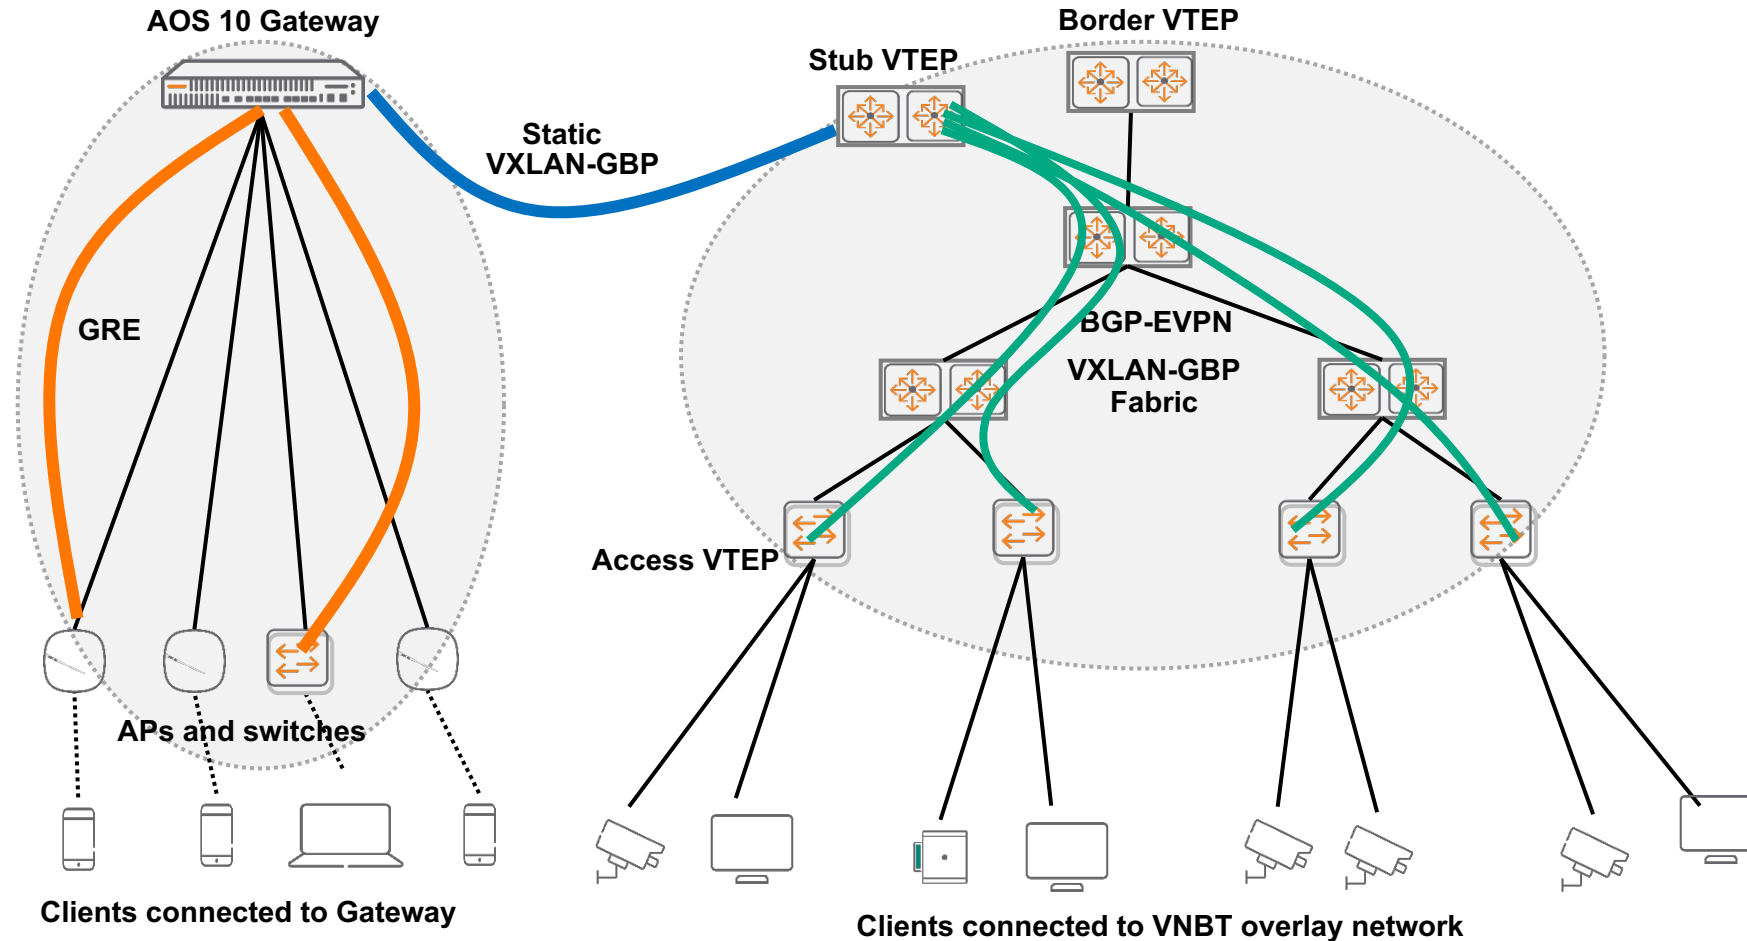 AOS 10 Gateway
Border VTEP
Stub VTEP
Static
VXLAN-GBP
GRE
BGP-EVPN
VXLAN-GBP
Fabric
Access VTEP
APs and switches
Clients connected to Gateway
Clients connected to VNBT overlay network